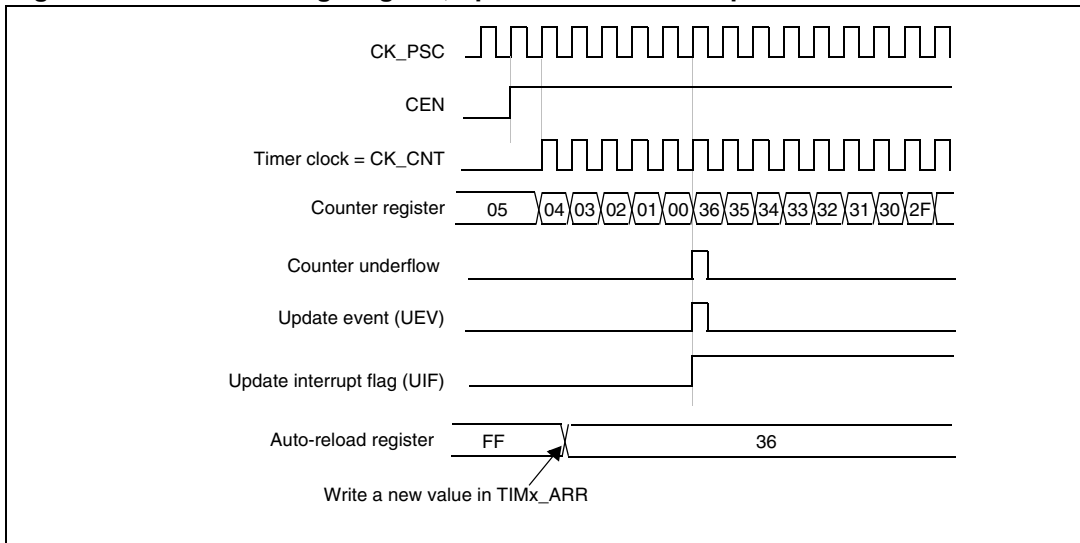 CK_PSC
CEN
Timer clock = CK_CNT
Counter register 05 04 03 02 01 00 36 35 34 33 32 31 30 2F
Counter underflow
Update event (UEV)
Update interrupt flag (UIF)
Auto-reload register FF 36
Write a new value in TIMx_ARR